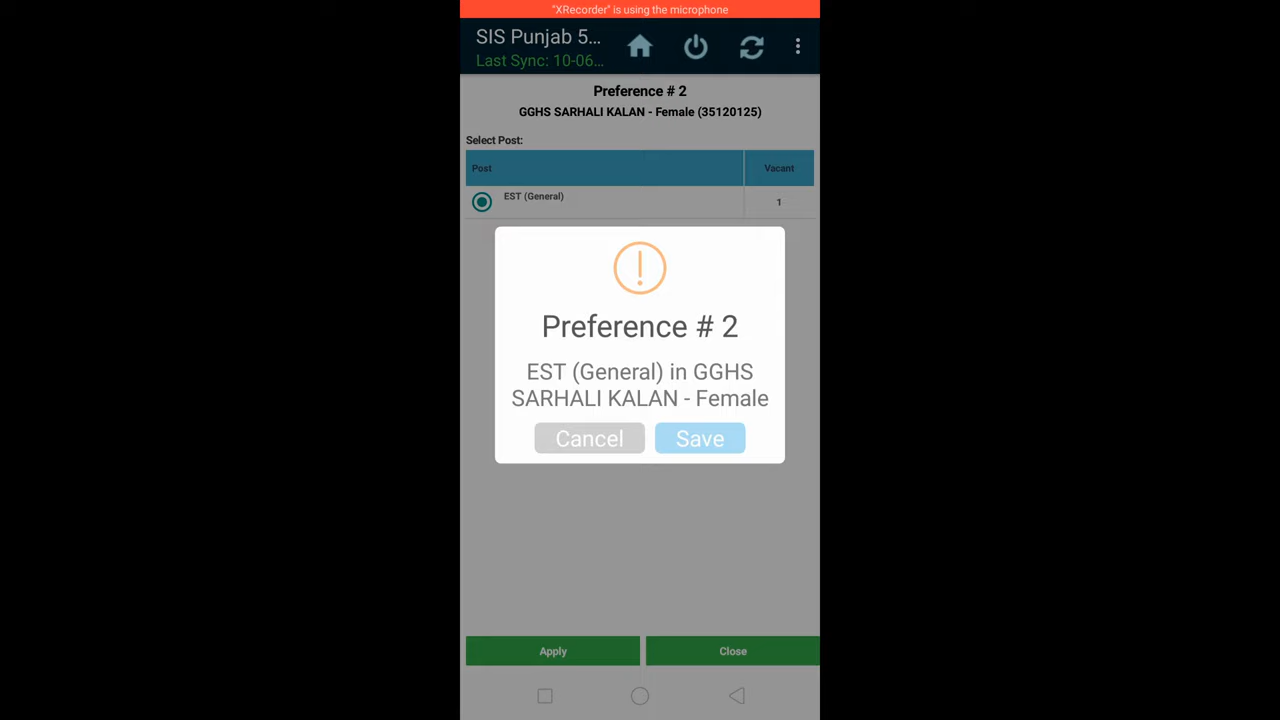 "XRecorder" is using the microphone
SIS Punjab 5...
Last Sync: 10-06...
Preference # 2
GGHS SARHALI KALAN - Female (35120125)
Select Post:
Post Vacant
EST (General) 1
Preference # 2
EST (General) in GGHS
SARHALI KALAN - Female
Cancel Save
Apply Close